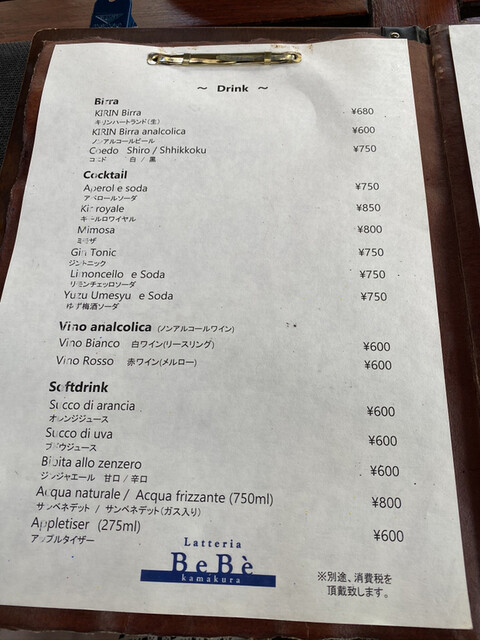 ～ Drink ～
Birra
KIRIN Birra ¥680
キリンハートランド（生）
KIRIN Birra analcolica ¥600
ノンアルコールビール
Coedo Shiro / Shhikkoku ¥750
コエド 白 / 黒
Cocktail
Aperol e soda ¥750
アペロールソーダ
Kir royale ¥850
キールロワイヤル
Mimosa ¥800
ミモザ
Gin Tonic ¥750
ジントニック
Limoncello e Soda ¥750
リモンチェッロソーダ
Yuzu Umesyu e Soda ¥750
ゆず梅酒ソーダ
Vino analcolica (ノンアルコールワイン)
Vino Bianco 白ワイン(リースリング) ¥600
Vino Rosso 赤ワイン(メルロー) ¥600
Softdrink
Succo di arancia ¥600
オレンジジュース
Succo di uva ¥600
ブドウジュース
Bibita allo zenzero ¥600
ジンジャエール 甘口 / 辛口
Acqua naturale / Acqua frizzante (750ml) ¥800
サンベネデット / サンベネデット（ガス入り）
Appletiser (275ml) ¥600
アップルタイザー
Latteria
BeBè
kamakura
※別途、消費税を
頂戴致します。